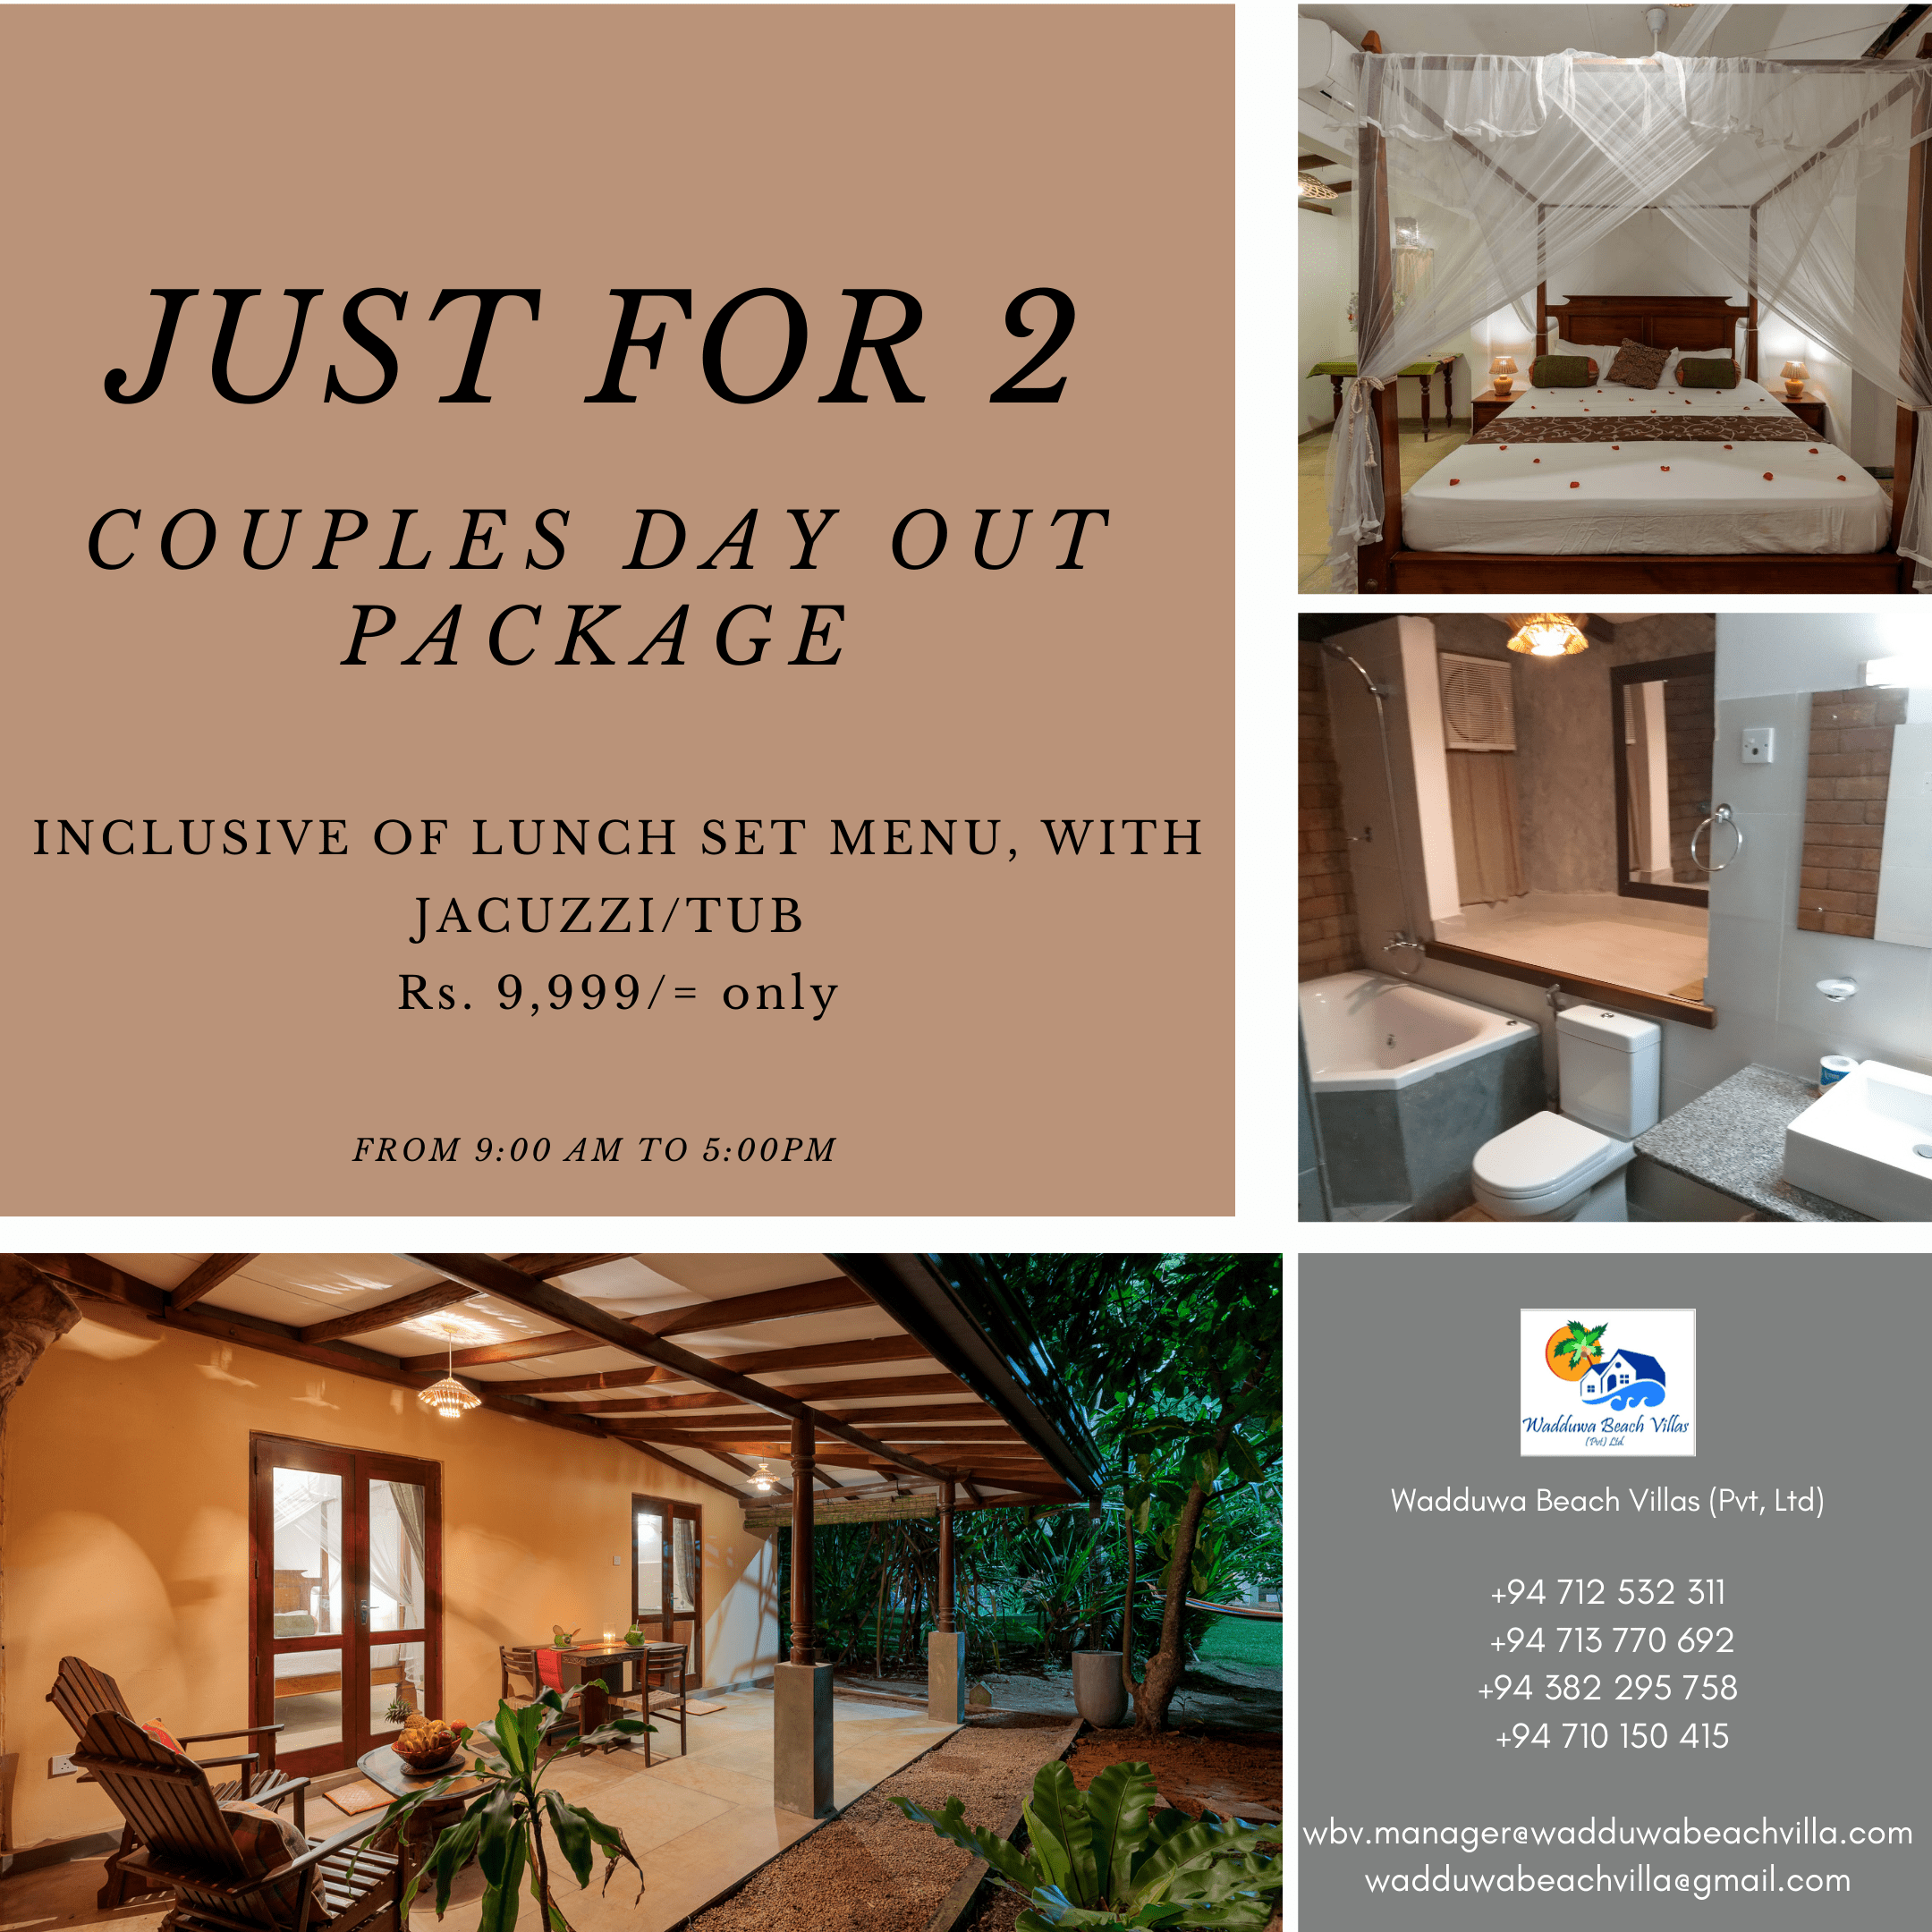 JUST FOR 2
COUPLES DAY OUT
PACKAGE
INCLUSIVE OF LUNCH SET MENU, WITH
JACUZZI/TUB
Rs. 9,999/= only
FROM 9:00 AM TO 5:00PM
Wadduwa Beach Villas
(Pvt) Ltd.
Wadduwa Beach Villas (Pvt, Ltd)
+94 712 532 311
+94 713 770 692
+94 382 295 758
+94 710 150 415
wbv.manager@wadduwabeachvilla.com
wadduwabeachvilla@gmail.com